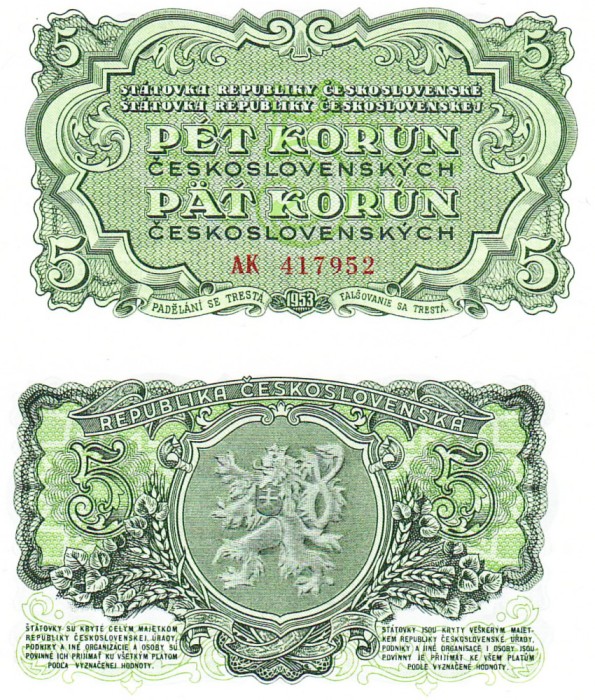 5 5
STÁTOVKA REPUBLIKY ČESKOSLOVENSKÉ
STÁTOVKA REPUBLIKY ČESKOSLOVENSKEJ
PĚT KORUN
ČESKOSLOVENSKÝCH
PÄŤ KORÚN
ČESKOSLOVENSKÝCH
5 5
AK 417952
PADĚLÁNÍ SE TRESTÁ 1953 FALŠOVANIE SA TRESTÁ.
REPUBLIKA ČESKOSLOVENSKÁ
5 5
ŠTÁTOVKY SÚ KRYTÉ CELÝM MAJETKOM
REPUBLIKY ČESKOSLOVENSKEJ. ÚRADY,
PODNIKY A INÉ ORGANIZÁCIE A OSOBY SÚ
POVINNÉ ICH PRIJÍMAŤ KU VŠETKÝM PLATOM
PODĽA VYZNAČENEJ HODNOTY.
STÁTOVKY JSOU KRYTY VEŠKERÝM MAJET-
KEM REPUBLIKY ČESKOSLOVENSKÉ. ÚŘADY,
PODNIKY A JINÉ ORGANISACE I OSOBY JSOU
POVINNY JE PŘIJÍMAT KE VŠEM PLATŮM
PODLE VYZNAČENÉ HODNOTY.